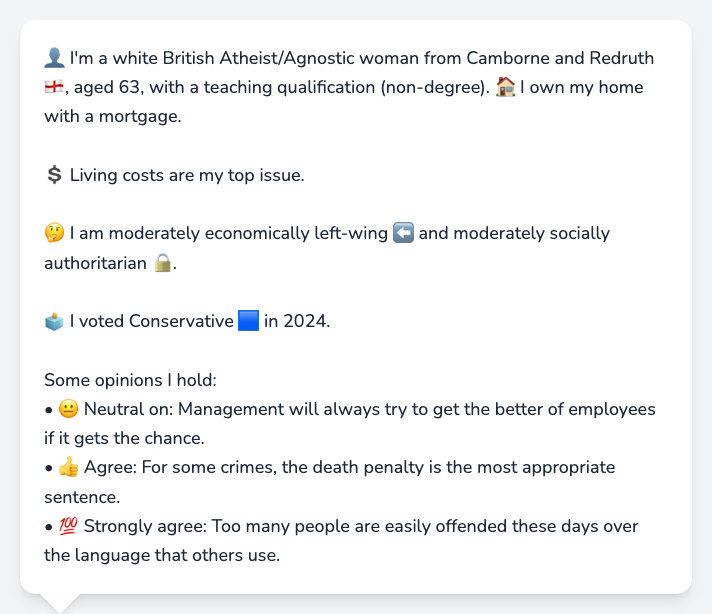 👤 I'm a white British Atheist/Agnostic woman from Camborne and Redruth
🏴󠁧󠁢󠁥󠁮󠁧󠁿, aged 63, with a teaching qualification (non-degree). 🏠 I own my home
with a mortgage.
💲 Living costs are my top issue.
🤔 I am moderately economically left-wing ⬅️ and moderately socially
authoritarian 🔒.
🗳️ I voted Conservative 🟦 in 2024.
Some opinions I hold:
• 😐 Neutral on: Management will always try to get the better of employees
if it gets the chance.
• 👍 Agree: For some crimes, the death penalty is the most appropriate
sentence.
• 💯 Strongly agree: Too many people are easily offended these days over
the language that others use.